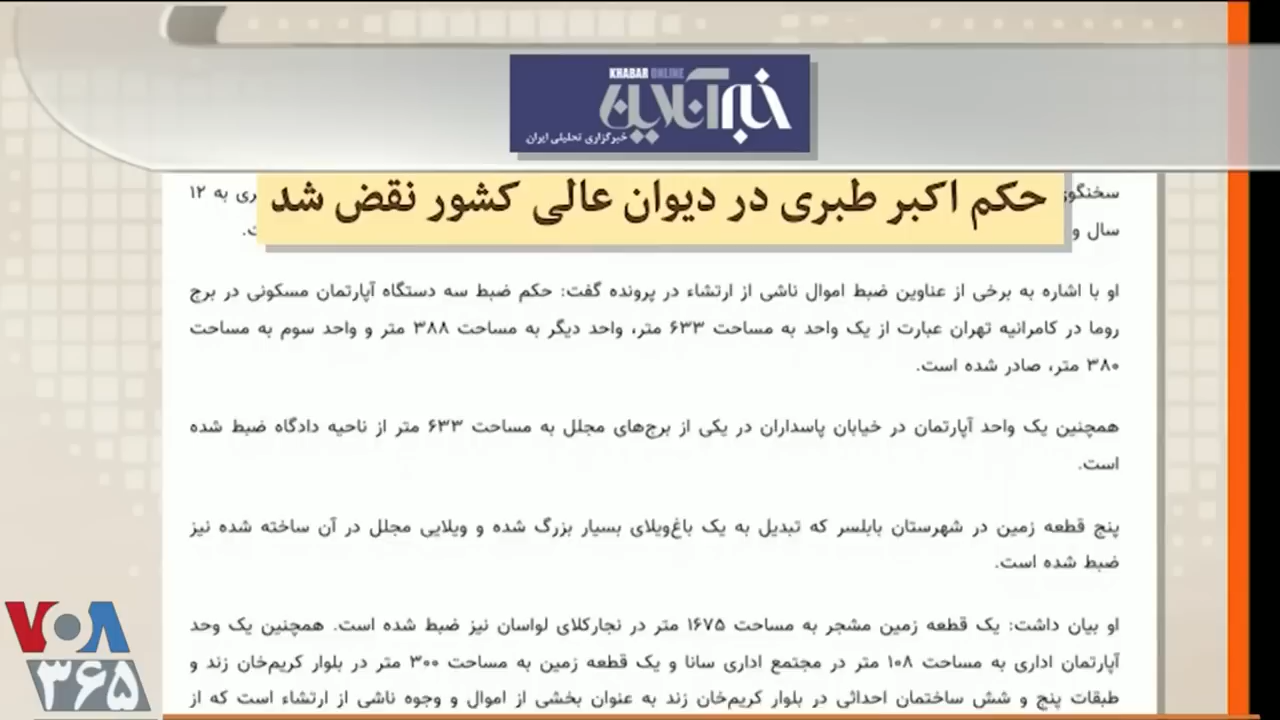 KHABAR ONLINE
خبرآنلاین
خبرگزاری تحلیلی ایران
حکم اکبر طبری در دیوان عالی کشور نقض شد
به ۱۲
سال و
او با اشاره به برخی از عناوین ضبط اموال ناشی از ارتشاء در پرونده گفت: حکم ضبط سه دستگاه آپارتمان مسکونی در برج
روما در کامرانیه تهران عبارت از یک واحد به مساحت ۶۳۳ متر، واحد دیگر به مساحت ۳۸۸ متر و واحد سوم به مساحت
۳۸۰ متر، صادر شده است.
همچنین یک واحد آپارتمان در خیابان پاسداران در یکی از برج‌های مجلل به مساحت ۶۳۳ متر از ناحیه دادگاه ضبط شده
است.
پنج قطعه زمین در شهرستان بابلسر که تبدیل به یک باغ‌ویلای بسیار بزرگ شده و ویلایی مجلل در آن ساخته شده نیز
ضبط شده است.
او بیان داشت: یک قطعه زمین مشجر به مساحت ۱۶۷۵ متر در نجارکلای لواسان نیز ضبط شده است. همچنین یک وحد
آپارتمان اداری به مساحت ۱۰۸ متر در مجتمع اداری سانا و یک قطعه زمین به مساحت ۳۰۰ متر در بلوار کریم‌خان زند و
طبقات پنج و شش ساختمان احداثی در بلوار کریم‌خان زند به عنوان بخشی از اموال و وجوه ناشی از ارتشاء است که از
VOA
۳۶۵